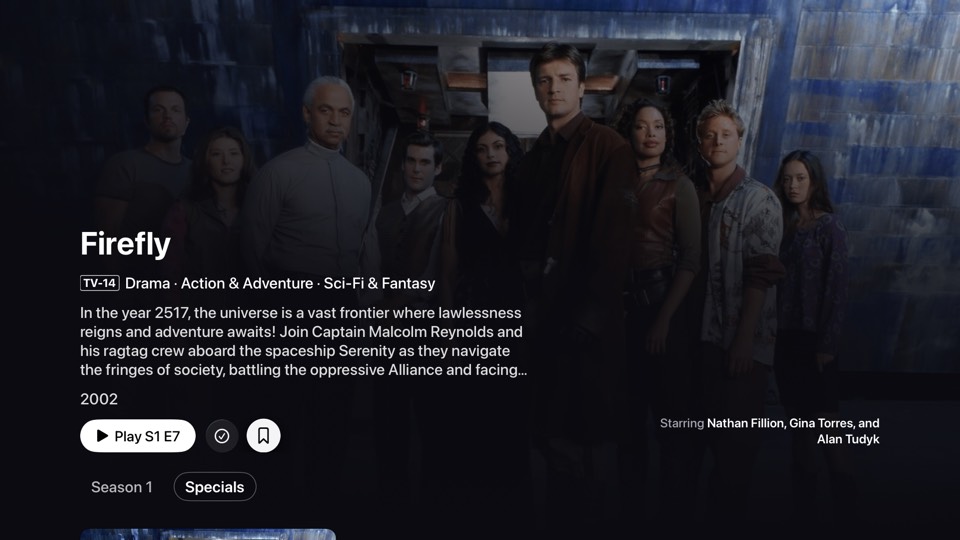 Firefly
TV-14 Drama · Action & Adventure · Sci-Fi & Fantasy
In the year 2517, the universe is a vast frontier where lawlessness
reigns and adventure awaits! Join Captain Malcolm Reynolds and
his ragtag crew aboard the spaceship Serenity as they navigate
the fringes of society, battling the oppressive Alliance and facing…
2002
Play S1 E7
Starring Nathan Fillion, Gina Torres, and
Alan Tudyk
Season 1
Specials